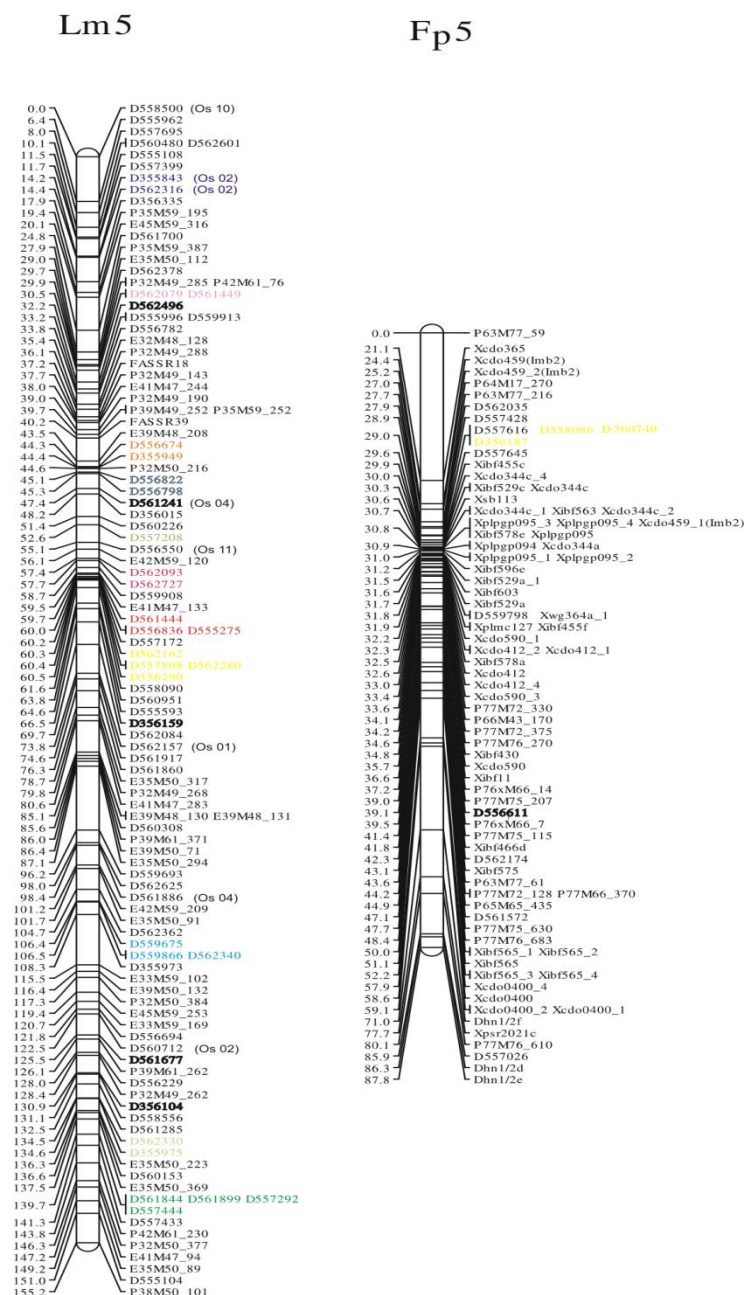 Lm5
0.0 D558500 (Os 10)
6.4 D555962
8.0 D557695
10.1 D560480 D562601
11.5 D555108
11.7 D557399
14.2 D355843 (Os 02)
14.4 D562316 (Os 02)
17.9 D356335
19.4 P35M59_195
20.1 E45M59_316
24.8 D561700
27.9 P35M59_387
29.0 E35M50_112
29.7 D562378
29.9 P32M49_285 P42M61_76
30.5 D562079 D561449
32.2 D562496
33.2 D555996 D559913
33.8 D556782
35.4 E32M48_128
36.1 P32M49_288
37.2 FASSR18
37.7 P32M49_143
38.0 E41M47_244
39.0 P32M49_190
39.7 P39M49_252 P35M59_252
40.2 FASSR39
43.5 E39M48_208
44.3 D556674
44.4 D355949
44.6 P32M50_216
45.1 D556822
45.3 D556798
47.4 D561241 (Os 04)
48.2 D356015
51.4 D560226
52.6 D557208
55.1 D556550 (Os 11)
56.1 E42M59_120
57.4 D562093
57.7 D562727
58.7 D559908
59.5 E41M47_133
59.7 D561444
60.0 D556836 D555275
60.2 D557172
60.3 D562162
60.4 D557808 D562280
60.5 D356290
61.6 D558090
63.8 D560951
64.6 D555593
66.5 D356159
69.7 D562084
73.8 D562157 (Os 01)
74.6 D561917
76.3 D561860
78.7 E35M50_317
79.8 P32M49_268
80.6 E41M47_283
85.1 E39M48_130 E39M48_131
85.6 D560308
86.0 P39M61_371
86.4 E39M50_71
87.1 E35M50_294
96.2 D559693
98.0 D562625
98.4 D561886 (Os 04)
101.2 E42M59_209
101.7 E35M50_91
104.7 D562362
106.4 D559675
106.5 D559866 D562340
108.3 D355973
115.5 E33M59_102
116.4 E39M50_132
117.3 P32M50_384
119.4 E45M59_253
120.7 E33M59_169
121.8 D556694
122.5 D560712 (Os 02)
125.5 D561677
126.1 P39M61_262
128.0 D556229
128.4 P32M49_262
130.9 D356104
131.1 D558556
132.5 D561285
134.5 D562330
134.6 D355975
136.3 E35M50_223
136.6 D560153
137.5 E35M50_369
139.7 D561844 D561899 D557292
D557444
141.3 D557433
143.8 P42M61_230
146.3 P32M50_377
147.2 E41M47_94
149.2 E35M50_89
151.0 D555104
155.2 P38M50_101
Fp5
0.0 P63M77_59
21.1 Xcdo365
24.4 Xcdo459(Imb2)
25.2 Xcdo459_2(Imb2)
27.0 P64M17_270
27.7 P63M77_216
27.9 D562035
28.9 D557428
29.0 D557616 D558086 D560740
D356187
29.6 D557645
29.9 Xibf455c
30.0 Xcdo344c_4
30.3 Xibf529c Xcdo344c
30.6 Xsb113
30.7 Xcdo344c_1 Xibf563 Xcdo344c_2
30.8 Xplpgp095_3 Xplpgp095_4 Xcdo459_1(Imb2)
Xibf578e Xplpgp095
30.9 Xplpgp094 Xcdo344a
31.0 Xplpgp095_1 Xplpgp095_2
31.2 Xibf596e
31.5 Xibf529a_1
31.6 Xibf603
31.7 Xibf529a
31.8 D559798 Xwg364a_1
31.9 Xplmc127 Xibf455f
32.2 Xcdo590_1
32.3 Xcdo412_2 Xcdo412_1
32.5 Xibf578a
32.6 Xcdo412
33.0 Xcdo412_4
33.4 Xcdo590_3
33.6 P77M72_330
34.1 P66M43_170
34.2 P77M72_375
34.6 P77M76_270
34.8 Xibf430
35.7 Xcdo590
36.6 Xibf11
37.2 P76xM66_14
39.0 P77M75_207
39.1 D556611
39.5 P76xM66_7
41.4 P77M75_115
41.8 Xibf466d
42.3 D562174
43.1 Xibf575
43.6 P63M77_61
44.2 P77M72_128 P77M66_370
44.9 P65M65_435
47.1 D561572
47.7 P77M75_630
48.4 P77M76_683
50.0 Xibf565_1 Xibf565_2
51.1 Xibf565
52.2 Xibf565_3 Xibf565_4
57.9 Xcdo0400_4
58.6 Xcdo0400
59.1 Xcdo0400_2 Xcdo0400_1
71.0 Dhn1/2f
77.7 Xpsr2021c
80.1 P77M76_610
85.9 D557026
86.3 Dhn1/2d
87.8 Dhn1/2e